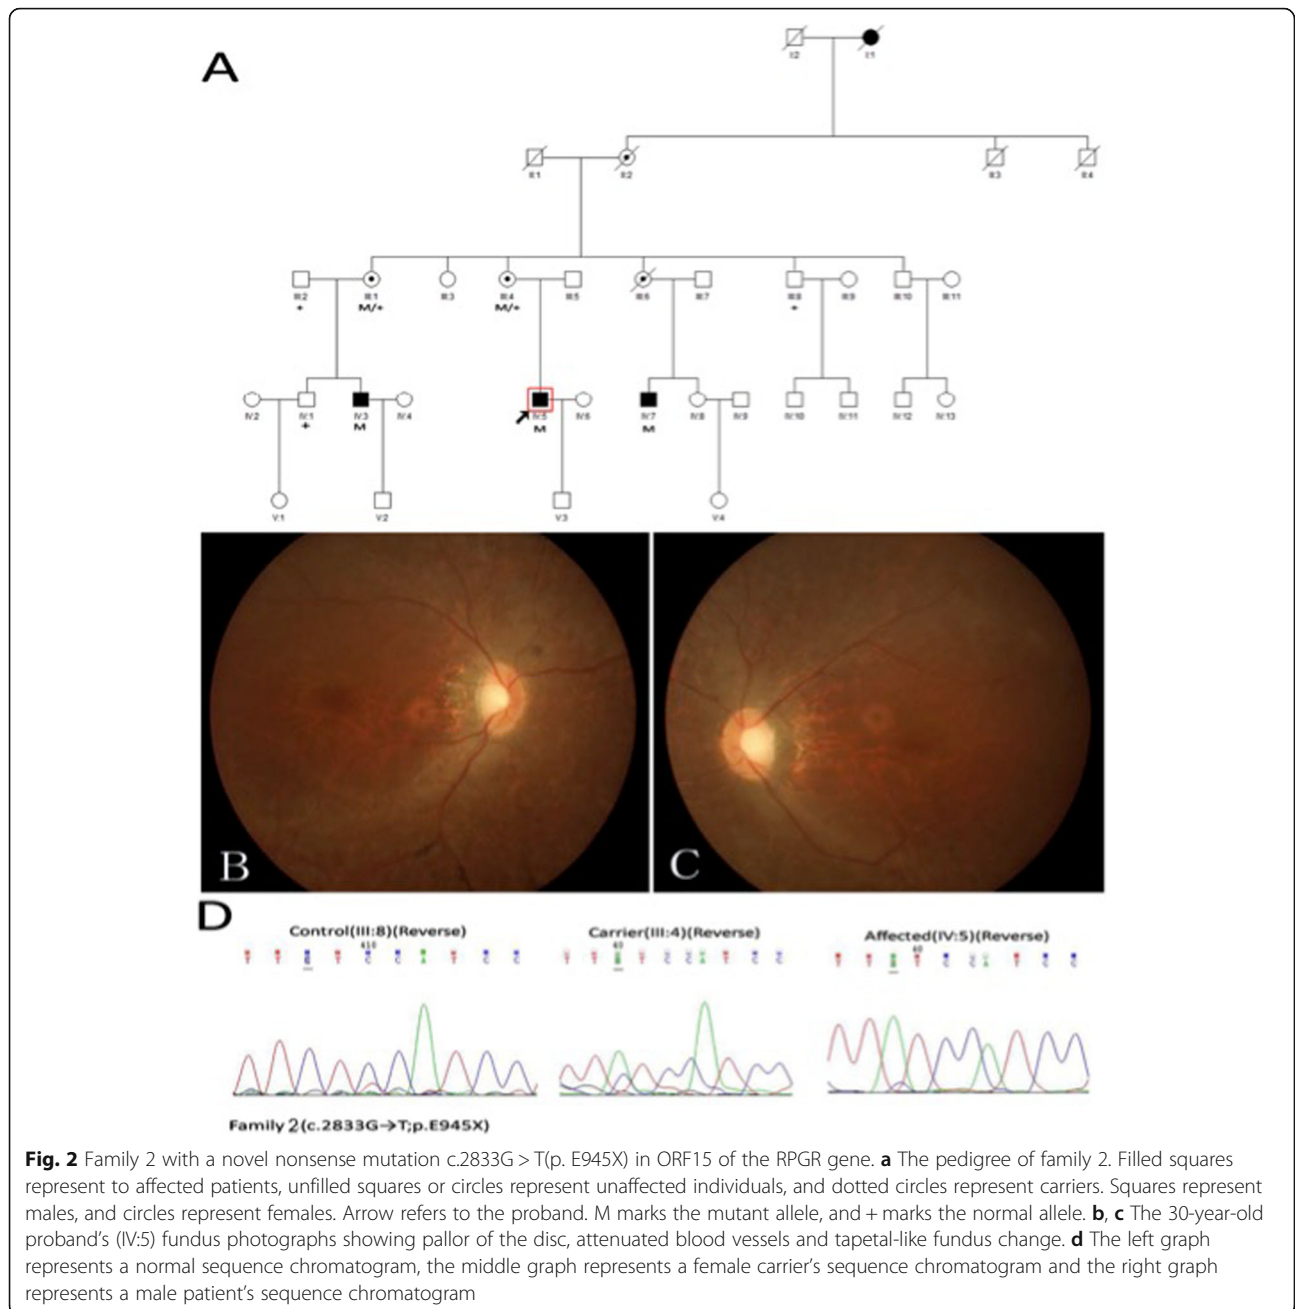 A
I:2 I:1
II:1 II:2 II:3 II:4
III:2 III:1 III:3 III:4 III:5 III:6 III:7 III:8 III:9 III:10 III:11
+ M/+ M/+ +
IV:2 IV:1 IV:3 IV:4 IV:5 IV:6 IV:7 IV:8 IV:9 IV:10 IV:11 IV:12 IV:13
+ M M M
V:1 V:2 V:3 V:4
B C
D
Control(III:8)(Reverse) Carrier(III:4)(Reverse) Affected(IV:5)(Reverse)
410 40 40
Family 2(c.2833G→T;p.E945X)
Fig. 2 Family 2 with a novel nonsense mutation c.2833G > T(p. E945X) in ORF15 of the RPGR gene. a The pedigree of family 2. Filled squares
represent to affected patients, unfilled squares or circles represent unaffected individuals, and dotted circles represent carriers. Squares represent
males, and circles represent females. Arrow refers to the proband. M marks the mutant allele, and + marks the normal allele. b, c The 30-year-old
proband's (IV:5) fundus photographs showing pallor of the disc, attenuated blood vessels and tapetal-like fundus change. d The left graph
represents a normal sequence chromatogram, the middle graph represents a female carrier's sequence chromatogram and the right graph
represents a male patient's sequence chromatogram